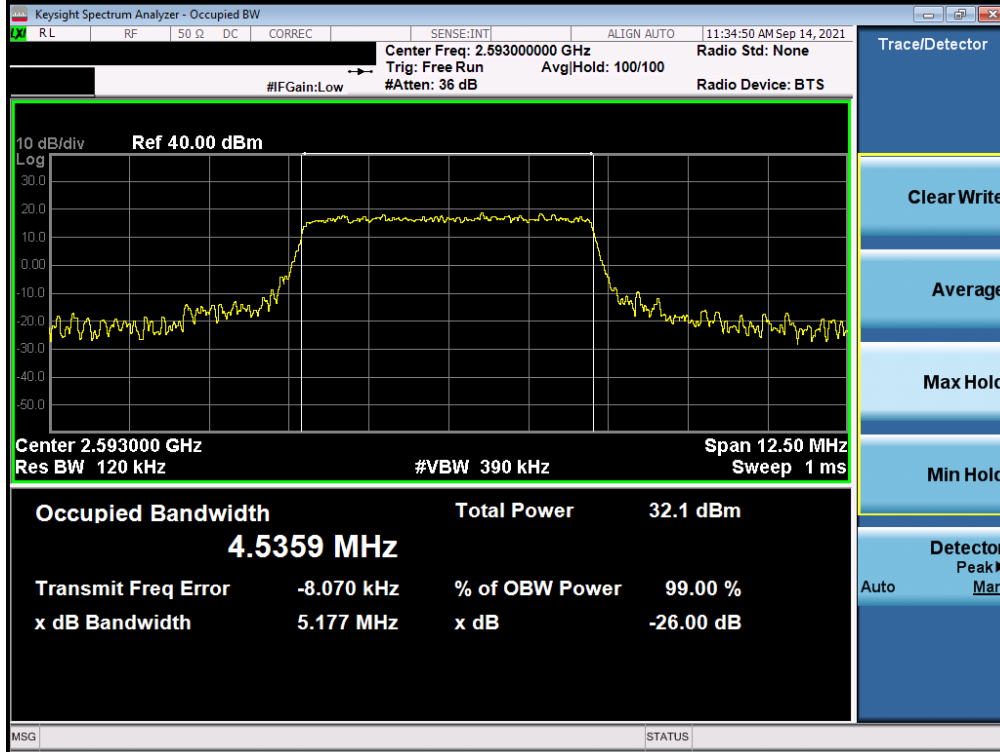 Keysight Spectrum Analyzer - Occupied BW
LXI RL RF 50 Ω DC CORREC SENSE:INT ALIGN AUTO 11:34:50 AM Sep 14, 2021
Center Freq: 2.593000000 GHz Radio Std: None
Trig: Free Run Avg|Hold: 100/100
#IFGain:Low #Atten: 36 dB Radio Device: BTS
Trace/Detector
10 dB/div Ref 40.00 dBm
Log
30.0
20.0
10.0
0.00
-10.0
-20.0
-30.0
-40.0
-50.0
Center 2.593000 GHz Span 12.50 MHz
Res BW 120 kHz #VBW 390 kHz Sweep 1 ms
Occupied Bandwidth Total Power 32.1 dBm
4.5359 MHz
Transmit Freq Error -8.070 kHz % of OBW Power 99.00 %
x dB Bandwidth 5.177 MHz x dB -26.00 dB
Clear Write
Average
Max Hold
Min Hold
Detector
Peak
Auto Man
MSG STATUS